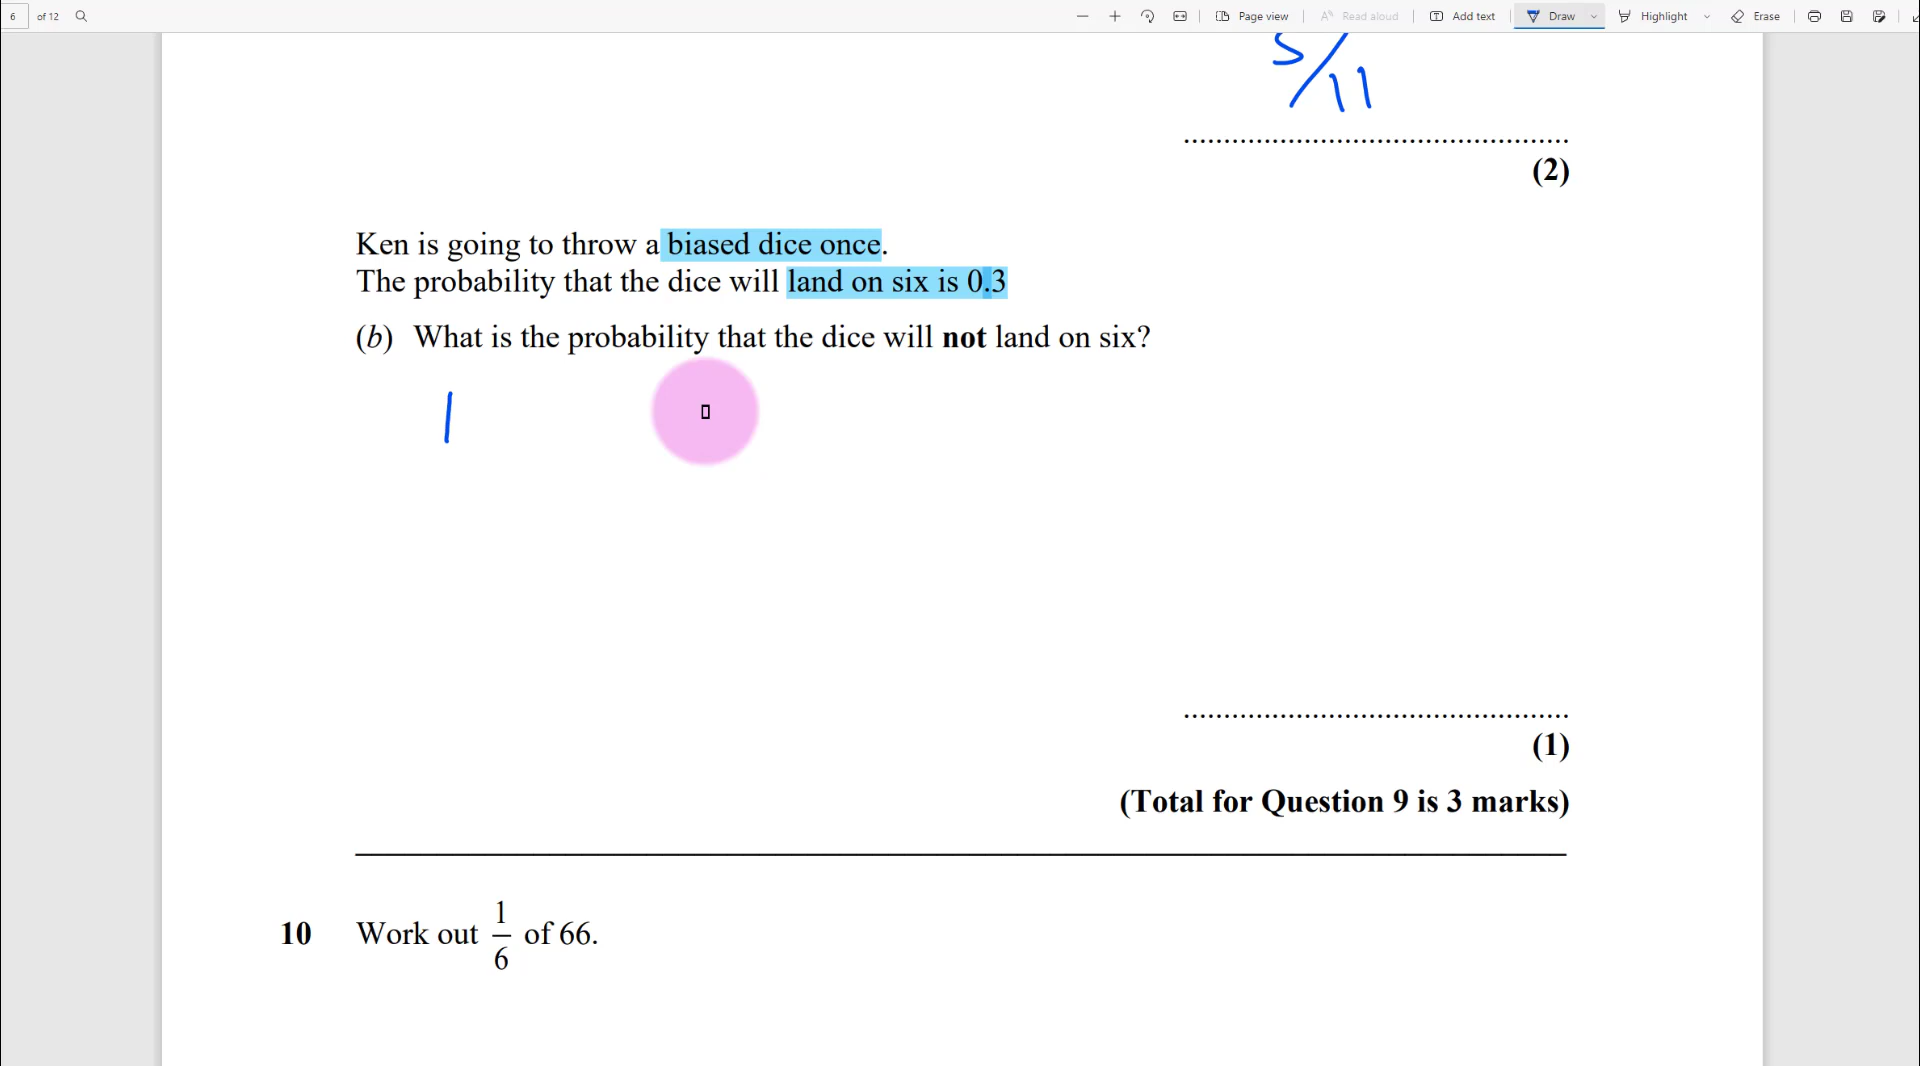 6 of 12 Page view Read aloud Add text Draw Highlight Erase
5/11
(2)
Ken is going to throw a biased dice once.
The probability that the dice will land on six is 0.3
(b) What is the probability that the dice will not land on six?
1
(1)
(Total for Question 9 is 3 marks)
10 Work out 1/6 of 66.